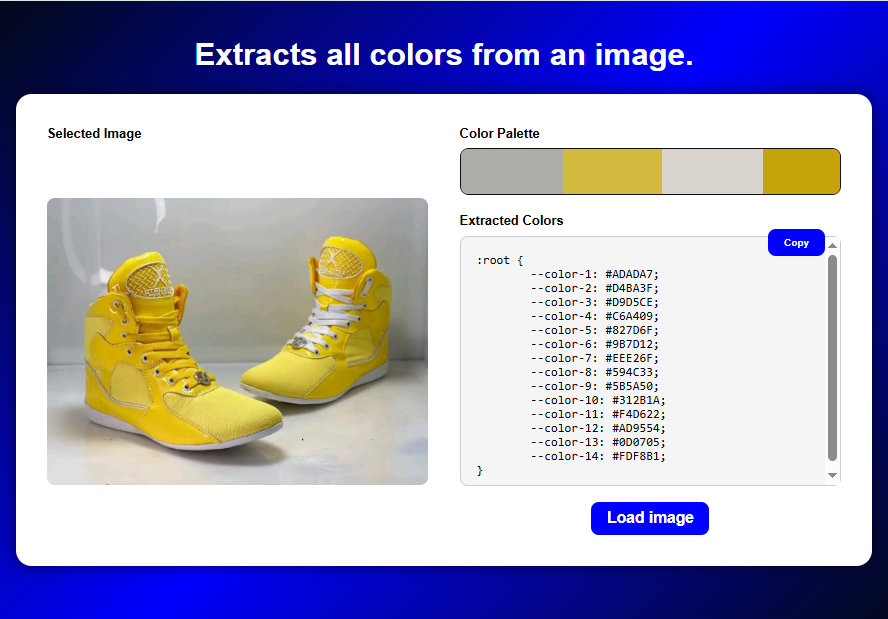 Extracts all colors from an image.
Selected Image
Color Palette
Extracted Colors
Copy
:root {
--color-1: #ADADA7;
--color-2: #D4BA3F;
--color-3: #D9D5CE;
--color-4: #C6A409;
--color-5: #827D6F;
--color-6: #9B7D12;
--color-7: #EEE26F;
--color-8: #594C33;
--color-9: #5B5A50;
--color-10: #312B1A;
--color-11: #F4D622;
--color-12: #AD9554;
--color-13: #0D0705;
--color-14: #FDF8B1;
}
Load image